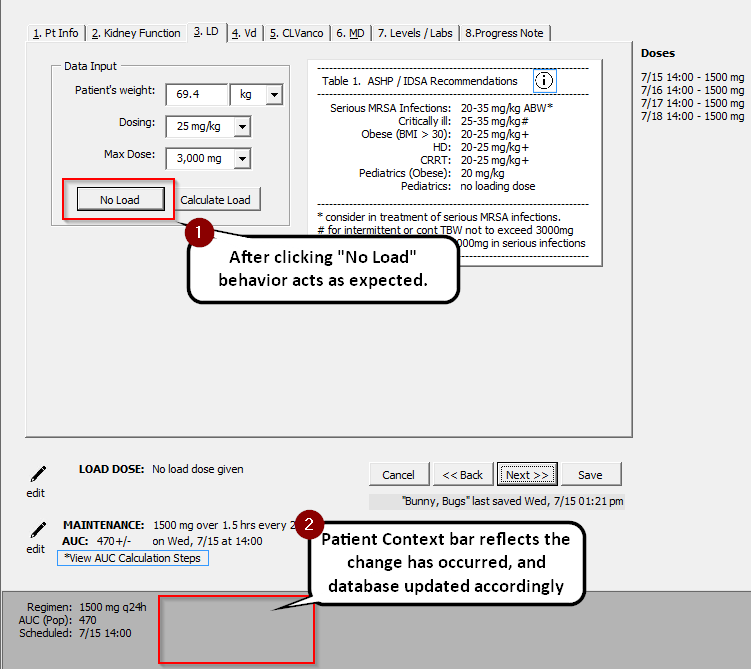 1. Pt Info
2. Kidney Function
3. LD
4. Vd
5. CLVanco
6. MD
7. Levels / Labs
8.Progress Note
Data Input
Patient's weight:
69.4
kg
Dosing:
25 mg/kg
Max Dose:
3,000 mg
No Load
Calculate Load
Table 1.  ASHP / IDSA Recommendations
Serious MRSA Infections: 20-35 mg/kg ABW*
Critically ill: 25-35 mg/kg#
Obese (BMI > 30): 20-25 mg/kg+
HD: 20-25 mg/kg+
CRRT: 20-25 mg/kg+
Pediatrics (Obese): 20 mg/kg
Pediatrics: no loading dose
* consider in treatment of serious MRSA infections.
# for intermittent or cont TBW not to exceed 3000mg
000mg in serious infections
Doses
7/15 14:00 - 1500 mg
7/16 14:00 - 1500 mg
7/17 14:00 - 1500 mg
7/18 14:00 - 1500 mg
1
After clicking "No Load"
behavior acts as expected.
edit
LOAD DOSE: No load dose given
Cancel
<< Back
Next >>
Save
"Bunny, Bugs" last saved Wed, 7/15 01:21 pm
edit
MAINTENANCE: 1500 mg over 1.5 hrs every 2
AUC: 470+/- on Wed, 7/15 at 14:00
*View AUC Calculation Steps
2
Patient Context bar reflects the
change has occurred, and
database updated accordingly
Regimen: 1500 mg q24h
AUC (Pop): 470
Scheduled: 7/15 14:00